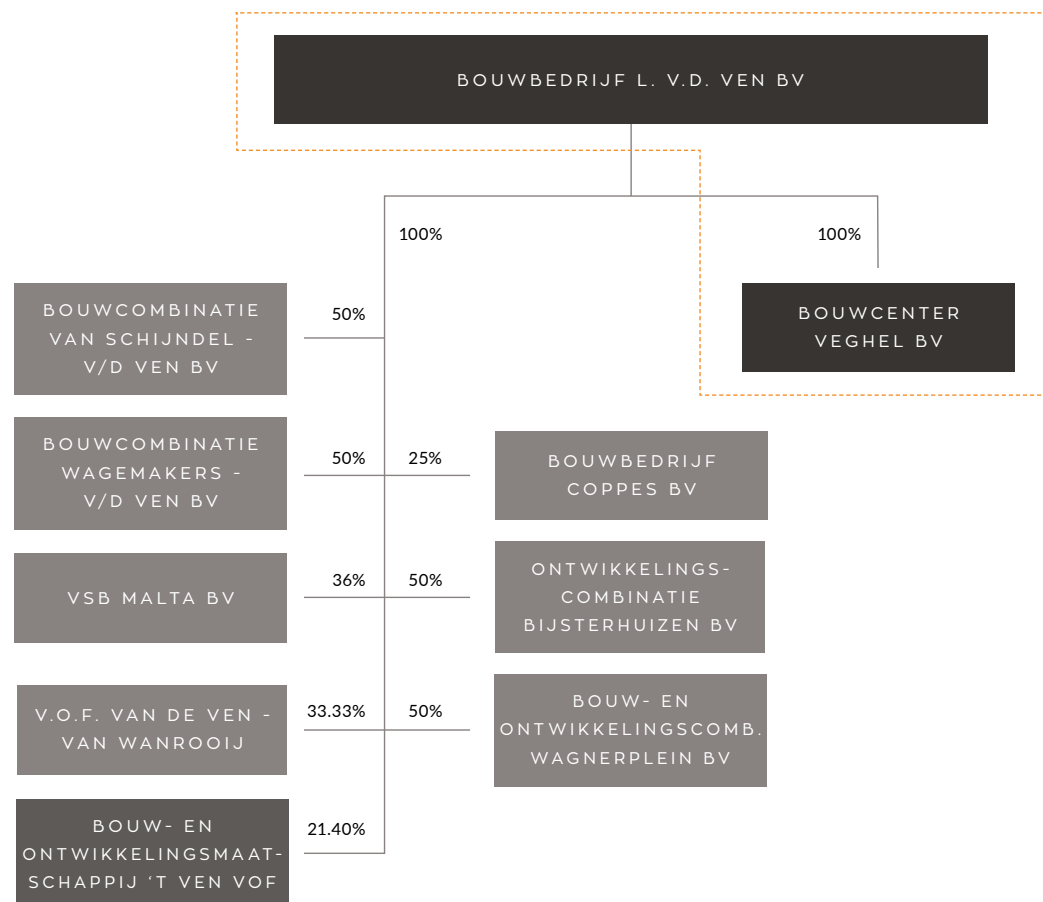 BOUWBEDRIJF L. V.D. VEN BV
100%
100%
BOUWCOMBINATIE
VAN SCHIJNDEL -
V/D VEN BV
50%
BOUWCENTER
VEGHEL BV
BOUWCOMBINATIE
WAGEMAKERS -
V/D VEN BV
50%
25%
BOUWBEDRIJF
COPPES BV
VSB MALTA BV
36%
50%
ONTWIKKELINGS-
COMBINATIE
BIJSTERHUIZEN BV
V.O.F. VAN DE VEN -
VAN WANROOIJ
33.33%
50%
BOUW- EN
ONTWIKKELINGSCOMB.
WAGNERPLEIN BV
BOUW- EN
ONTWIKKELINGSMAAT-
SCHAPPIJ ‘T VEN VOF
21.40%